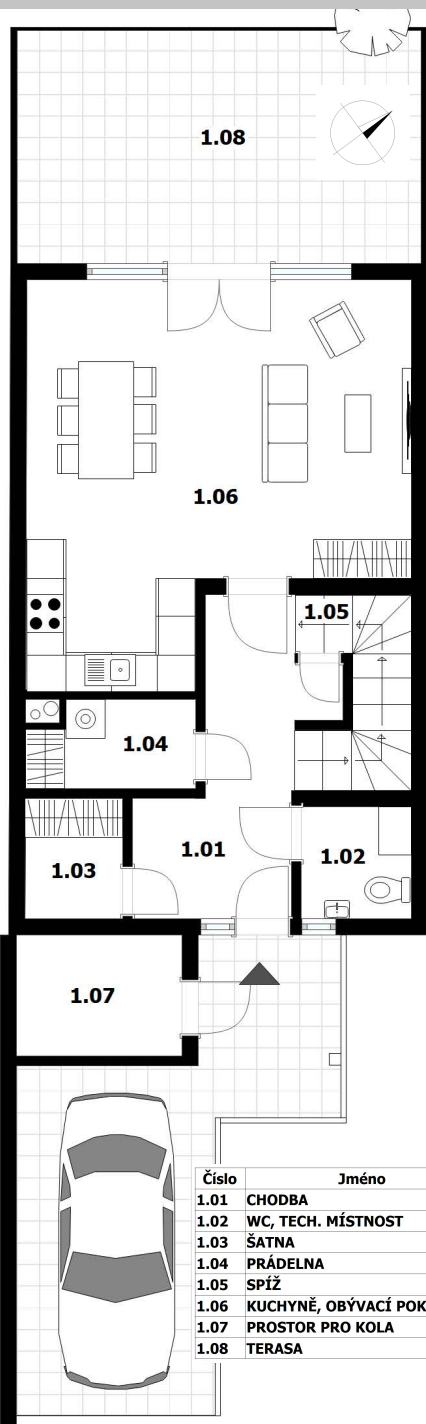 1.08
1.06
1.05
1.04
1.01
1.02
1.03
1.07
Číslo Jméno
1.01 CHODBA
1.02 WC, TECH. MÍSTNOST
1.03 ŠATNA
1.04 PRÁDELNA
1.05 SPÍŽ
1.06 KUCHYNĚ, OBÝVACÍ POK
1.07 PROSTOR PRO KOLA
1.08 TERASA